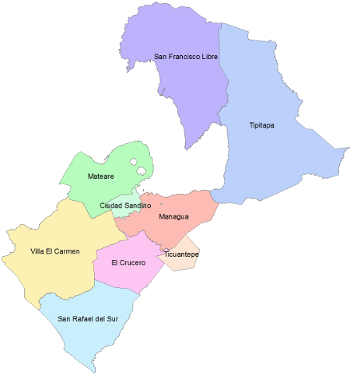 San Francisco Libre
Tipitapa
Mateare
Ciudad Sandino
Managua
Villa El Carmen
Ticuantepe
El Crucero
San Rafael del Sur